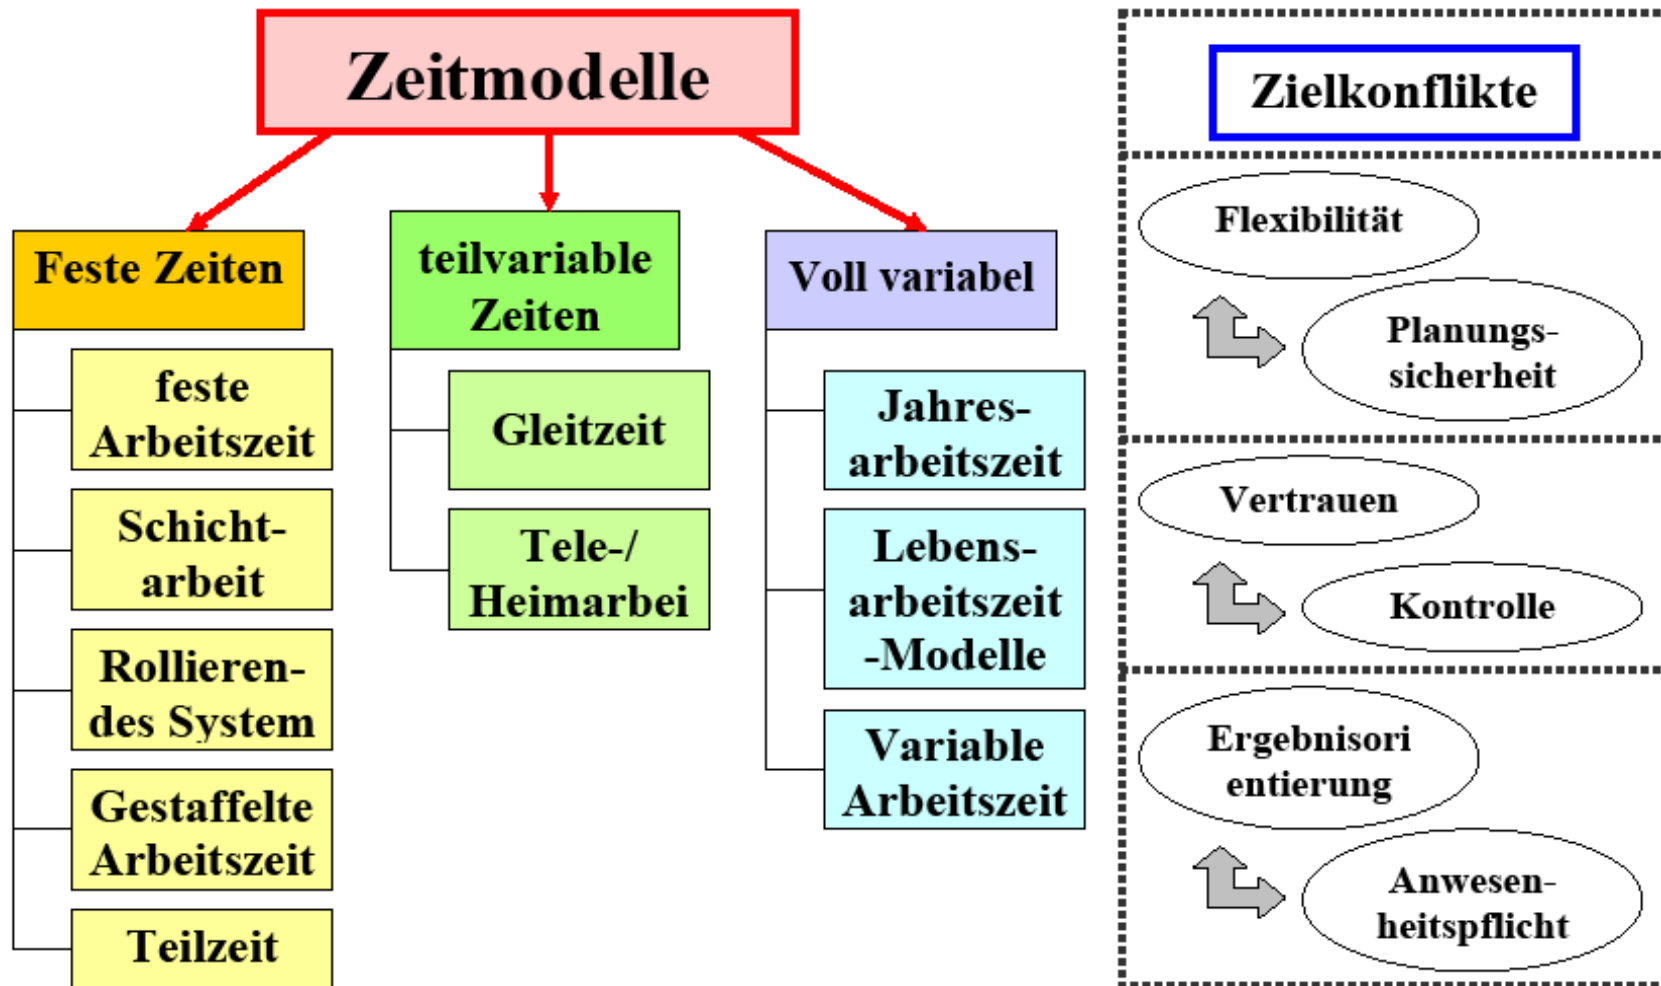 Zeitmodelle
Feste Zeiten
feste
Arbeitszeit
Schicht-
arbeit
Rollieren-
des System
Gestaffelte
Arbeitszeit
Teilzeit
teilvariable
Zeiten
Gleitzeit
Tele-/
Heimarbei
Voll variabel
Jahres-
arbeitszeit
Lebens-
arbeitszeit
-Modelle
Variable
Arbeitszeit
Zielkonflikte
Flexibilität
Planungs-
sicherheit
Vertrauen
Kontrolle
Ergebnisori
entierung
Anwesen-
heitspflicht